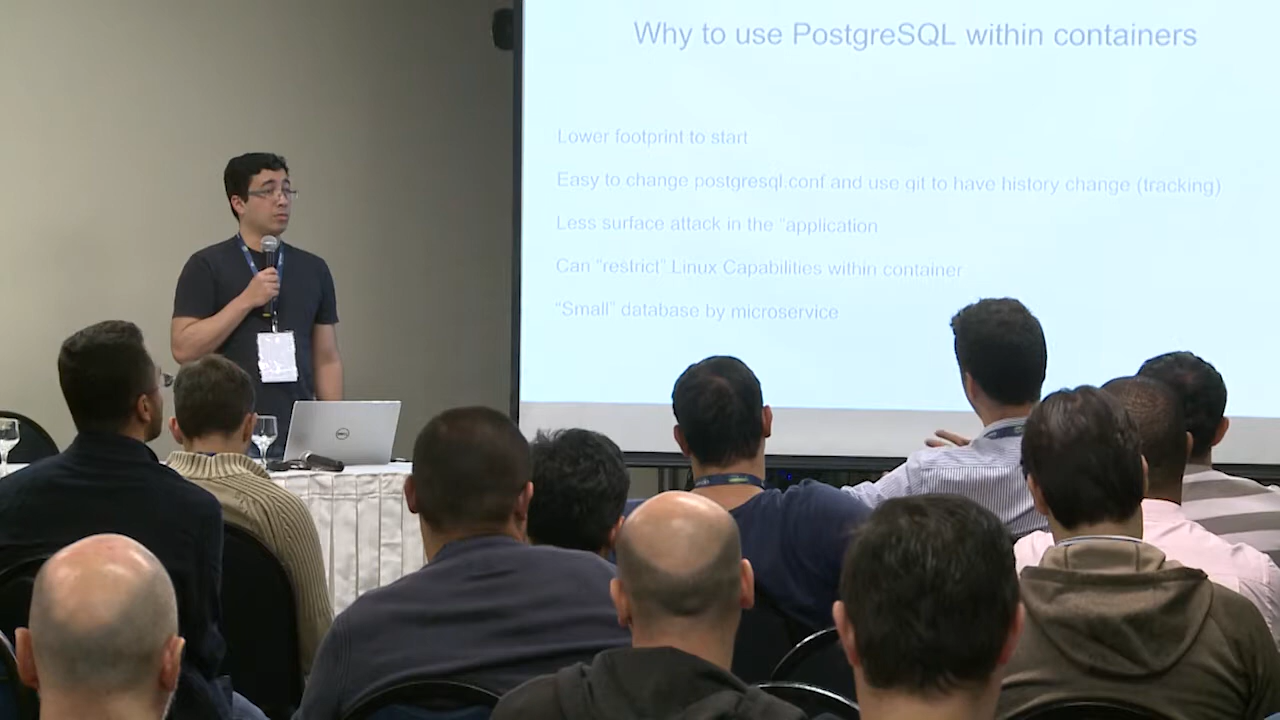 Why to use PostgreSQL within containers
Lower footprint to start
Easy to change postgresql.conf and use git to have history change (tracking)
Less surface attack in the “application
Can “restrict” Linux Capabilities within container
“Small” database by microservice
DELL